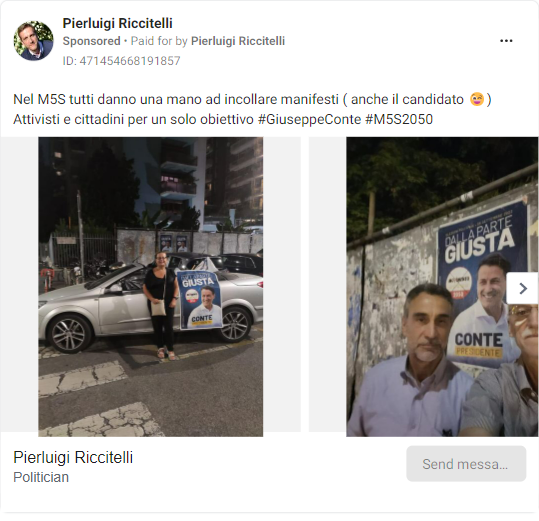 Pierluigi Riccitelli
Sponsored • Paid for by Pierluigi Riccitelli
ID: 471454668191857
Nel M5S tutti danno una mano ad incollare manifesti ( anche il candidato 😜 )
Attivisti e cittadini per un solo obiettivo #GiuseppeConte #M5S2050
GIUSTA
CONTE
DALLA PARTE
GIUSTA
CONTE
PRESIDENTE
Pierluigi Riccitelli
Politician
Send messa...